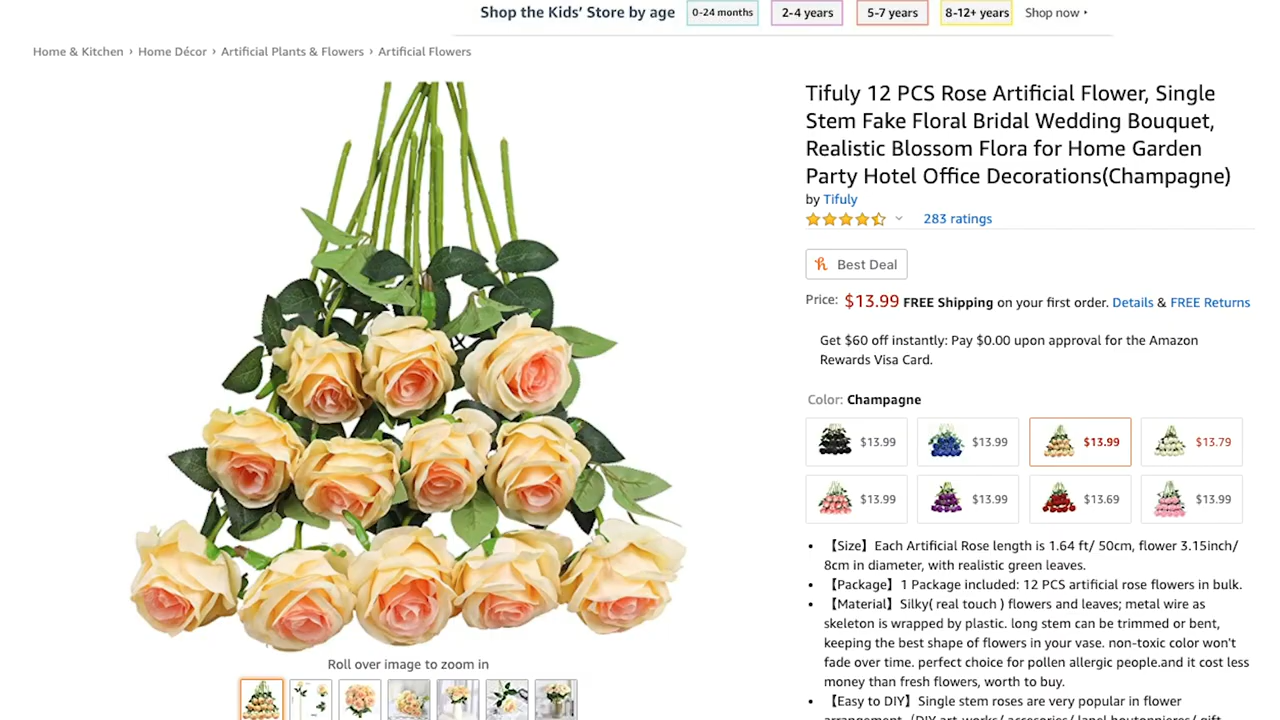 Shop the Kids' Store by age 0-24 months 2-4 years 5-7 years 8-12+ years Shop now
Home & Kitchen › Home Décor › Artificial Plants & Flowers › Artificial Flowers
Tifuly 12 PCS Rose Artificial Flower, Single
Stem Fake Floral Bridal Wedding Bouquet,
Realistic Blossom Flora for Home Garden
Party Hotel Office Decorations(Champagne)
by Tifuly
283 ratings
Best Deal
Price: $13.99 FREE Shipping on your first order. Details & FREE Returns
Get $60 off instantly: Pay $0.00 upon approval for the Amazon
Rewards Visa Card.
Color: Champagne
$13.99 $13.99 $13.99 $13.79
$13.99 $13.99 $13.69 $13.99
• 【Size】Each Artificial Rose length is 1.64 ft/ 50cm, flower 3.15inch/
8cm in diameter, with realistic green leaves.
• 【Package】1 Package included: 12 PCS artificial rose flowers in bulk.
• 【Material】Silky( real touch ) flowers and leaves; metal wire as
skeleton is wrapped by plastic. long stem can be trimmed or bent,
keeping the best shape of flowers in your vase. non-toxic color won't
fade over time. perfect choice for pollen allergic people.and it cost less
money than fresh flowers, worth to buy.
• 【Easy to DIY】Single stem roses are very popular in flower
arrangement (DIY art works/ accesories/ lapel boutonnieres/ gift
Roll over image to zoom in